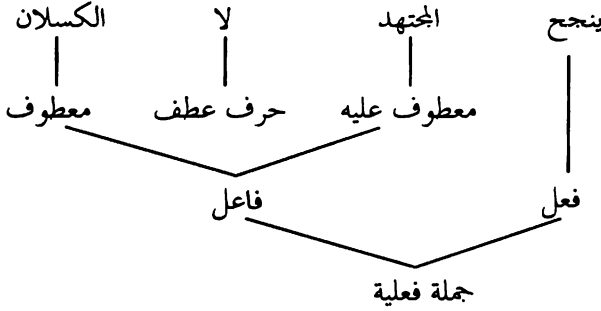 ينجح المجتهد لا الكسلان
معطوف عليه حرف عطف معطوف
فعل فاعل
جملة فعلية